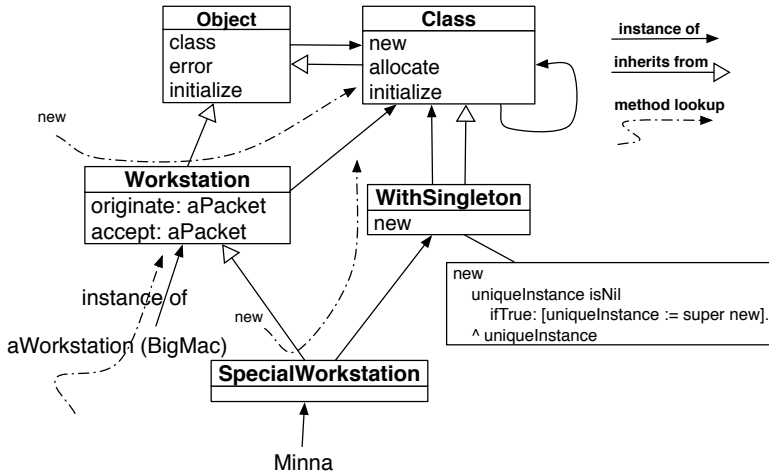 Object
class
error
initialize
Class
new
allocate
initialize
instance of
inherits from
method lookup
new
Workstation
originate: aPacket
accept: aPacket
WithSingleton
new
new
uniqueInstance isNil
ifTrue: [uniqueInstance := super new].
^ uniqueInstance
instance of
new
aWorkstation (BigMac)
SpecialWorkstation
Minna